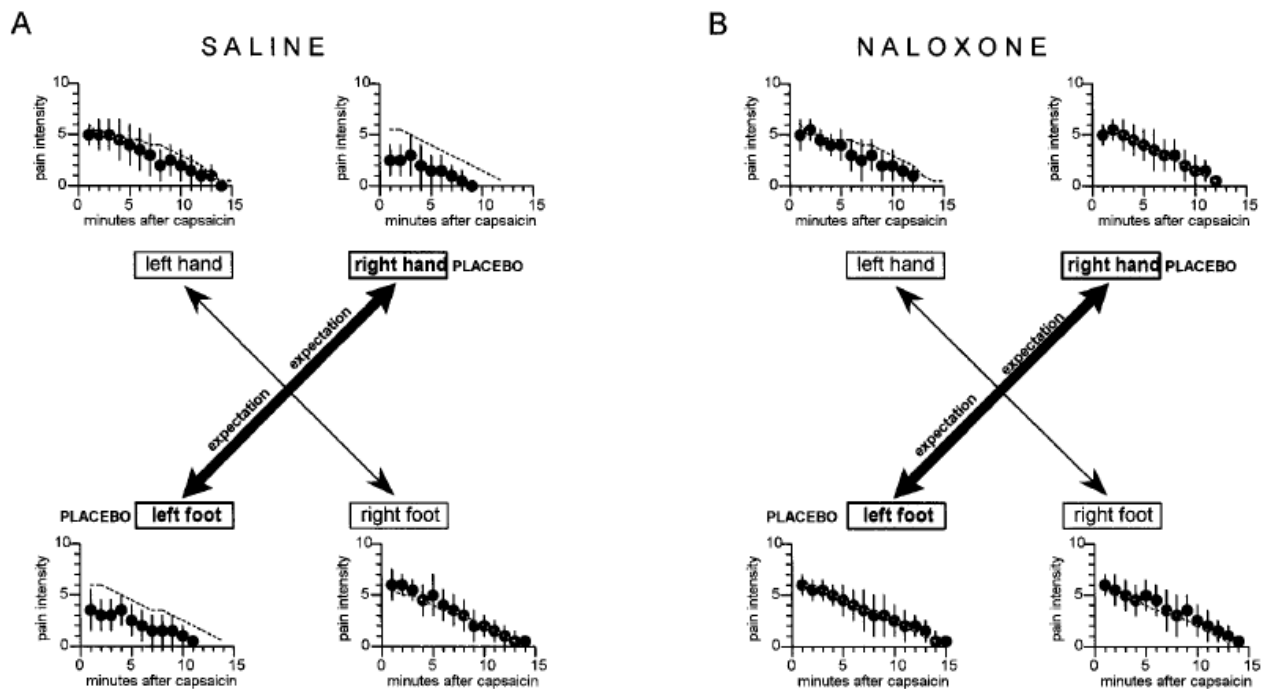 A
SALINE
B
NALOXONE
10
5
0
pain intensity
0 5 10 15
minutes after capsaicin
10
5
0
pain intensity
0 5 10 15
minutes after capsaicin
10
5
0
pain intensity
0 5 10 15
minutes after capsaicin
10
5
0
pain intensity
0 5 10 15
minutes after capsaicin
left hand
right hand PLACEBO
left hand
right hand PLACEBO
expectation
expectation
expectation
expectation
PLACEBO left foot
right foot
PLACEBO left foot
right foot
10
5
0
pain intensity
0 5 10 15
minutes after capsaicin
10
5
0
pain intensity
0 5 10 15
minutes after capsaicin
10
5
0
pain intensity
0 5 10 15
minutes after capsaicin
10
5
0
pain intensity
0 5 10 15
minutes after capsaicin